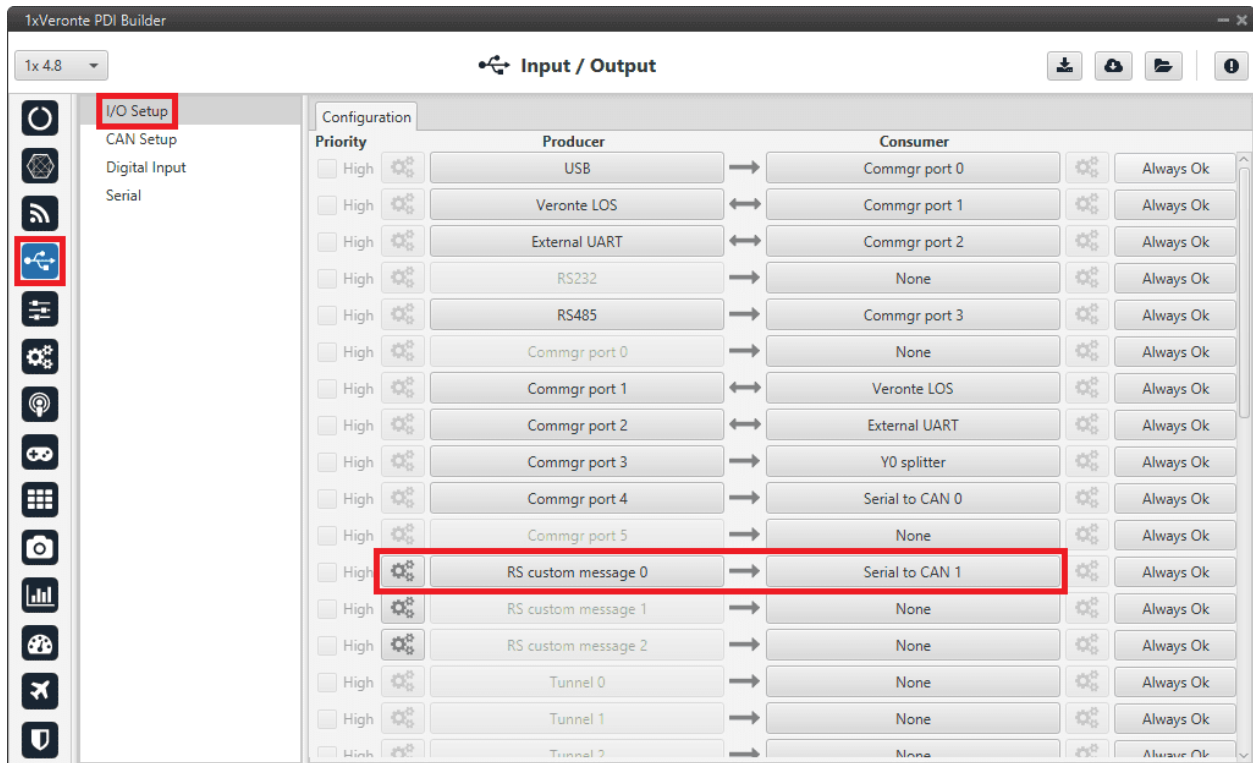 1xVeronte PDI Builder
1x 4.8
Input / Output
I/O Setup
CAN Setup
Digital Input
Serial
Configuration
Priority Producer Consumer
High USB Commgr port 0 Always Ok
High Veronte LOS Commgr port 1 Always Ok
High External UART Commgr port 2 Always Ok
High RS232 None Always Ok
High RS485 Commgr port 3 Always Ok
High Commgr port 0 None Always Ok
High Commgr port 1 Veronte LOS Always Ok
High Commgr port 2 External UART Always Ok
High Commgr port 3 Y0 splitter Always Ok
High Commgr port 4 Serial to CAN 0 Always Ok
High Commgr port 5 None Always Ok
High RS custom message 0 Serial to CAN 1 Always Ok
High RS custom message 1 None Always Ok
High RS custom message 2 None Always Ok
High Tunnel 0 None Always Ok
High Tunnel 1 None Always Ok
High Tunnel 2 None Always Ok